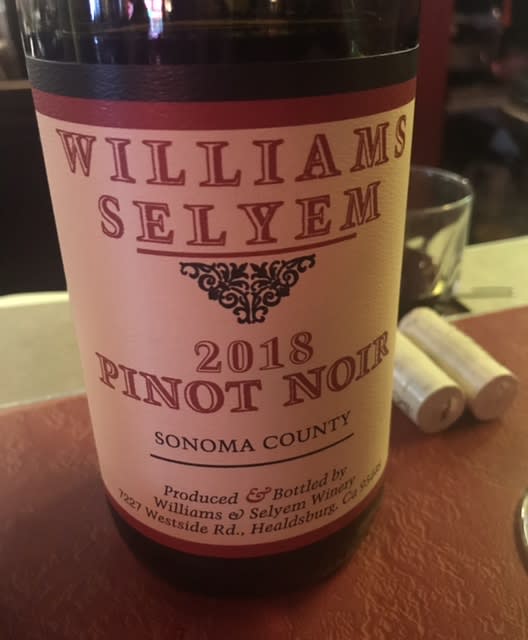 WILLIAMS
SELYEM
2018
PINOT NOIR
SONOMA COUNTY
Produced & Bottled by
Williams & Selyem Winery
7227 Westside Rd., Healdsburg, Ca